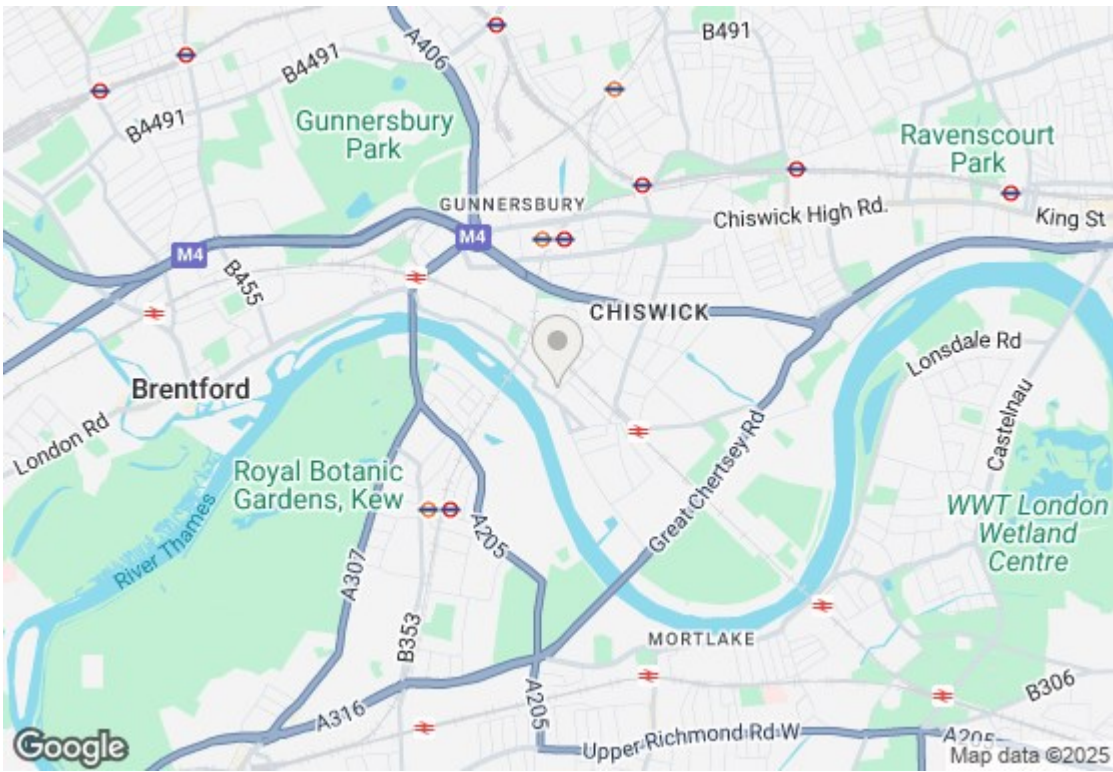 A406
B491
B4491
B4491
Gunnersbury
Park
Ravenscourt
Park
GUNNERSBURY
Chiswick High Rd.
King St
M4
M4
B455
CHISWICK
Lonsdale Rd
Brentford
Castelnau
London Rd
Great Chertsey Rd
Royal Botanic
Gardens, Kew
WWT London
Wetland
Centre
River Thames
A205
A307
B353
MORTLAKE
B306
A316
A205
A205
Upper Richmond Rd W
Google
Map data ©2025